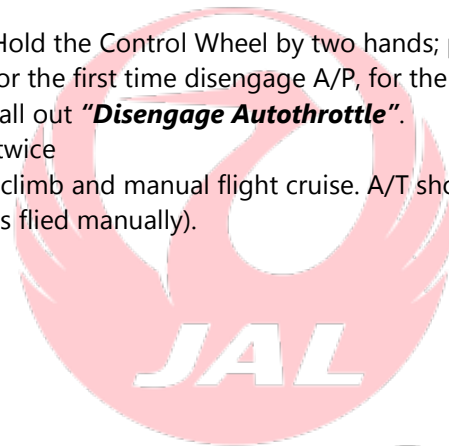 Hold the Control Wheel by two hands;
or the first time disengage A/P, for the
all out "Disengage Autothrottle".
twice
climb and manual flight cruise. A/T sho
s flied manually).
JAL